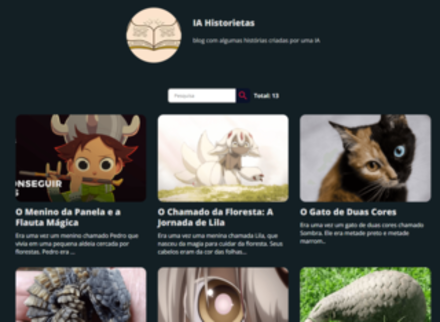 IA Historietas
blog com algumas histórias criadas por uma IA
Pesquisar
Total: 13
ONSEGUIR
S
O Menino da Panela e a
Flauta Mágica
Era uma vez um menino chamado Pedro que
vivia em uma pequena aldeia cercada por
florestas. Pedro era ...
O Chamado da Floresta: A
Jornada de Lila
Era uma vez uma menina chamada Lila, que
nasceu da magia para cuidar da floresta. Seus
cabelos eram da cor das folhas...
O Gato de Duas Cores
Era uma vez um gato de duas cores chamado
Sombra. Ele era metade preto e metade
marrom..